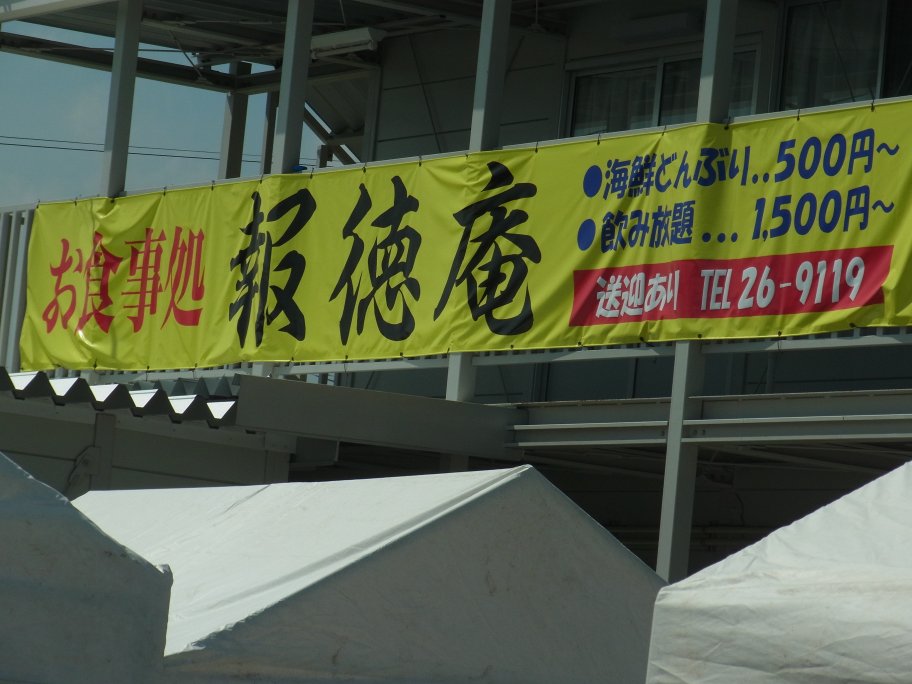 お食事処
報徳庵
●海鮮どんぶり..500円~
●飲み放題...1,500円~
送迎あり TEL 26-9119